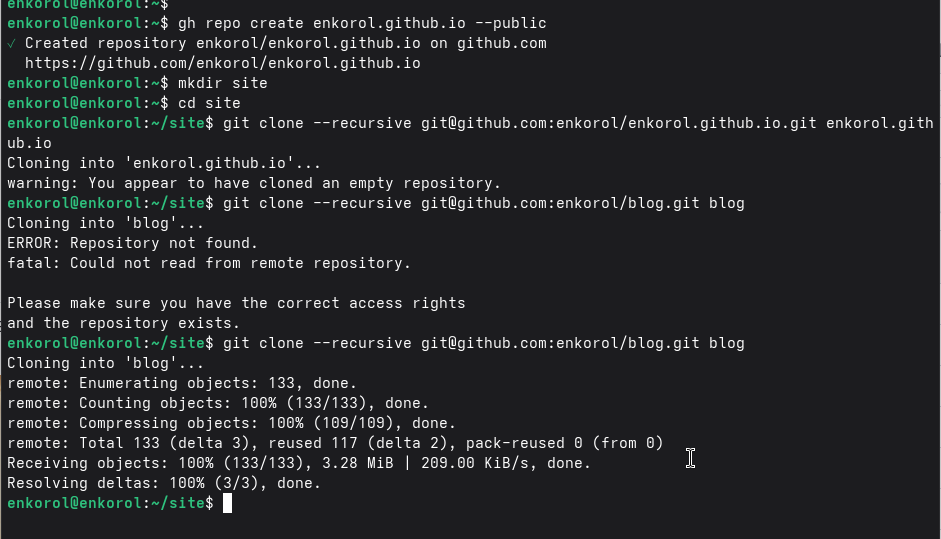 enkorol@enkorol:~$
enkorol@enkorol:~$ gh repo create enkorol.github.io --public
✓ Created repository enkorol/enkorol.github.io on github.com
  https://github.com/enkorol/enkorol.github.io
enkorol@enkorol:~$ mkdir site
enkorol@enkorol:~$ cd site
enkorol@enkorol:~/site$ git clone --recursive git@github.com:enkorol/enkorol.github.io.git enkorol.gith
ub.io
Cloning into 'enkorol.github.io'...
warning: You appear to have cloned an empty repository.
enkorol@enkorol:~/site$ git clone --recursive git@github.com:enkorol/blog.git blog
Cloning into 'blog'...
ERROR: Repository not found.
fatal: Could not read from remote repository.

Please make sure you have the correct access rights
and the repository exists.
enkorol@enkorol:~/site$ git clone --recursive git@github.com:enkorol/blog.git blog
Cloning into 'blog'...
remote: Enumerating objects: 133, done.
remote: Counting objects: 100% (133/133), done.
remote: Compressing objects: 100% (109/109), done.
remote: Total 133 (delta 3), reused 117 (delta 2), pack-reused 0 (from 0)
Receiving objects: 100% (133/133), 3.28 MiB | 209.00 KiB/s, done.
Resolving deltas: 100% (3/3), done.
enkorol@enkorol:~/site$